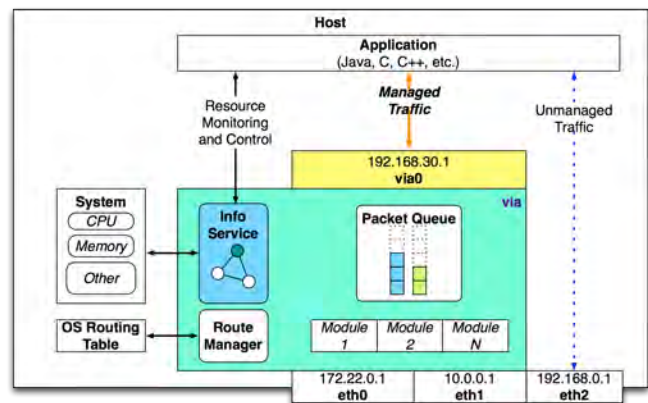 Host
Application
(Java, C, C++, etc.)
Resource
Monitoring
and Control
Managed
Traffic
Unmanaged
Traffic
192.168.30.1
via0
via
System
CPU
Memory
Other
Info
Service
Packet Queue
OS Routing
Table
Route
Manager
Module
1
Module
2
Module
N
172.22.0.1
eth0
10.0.0.1
eth1
192.168.0.1
eth2